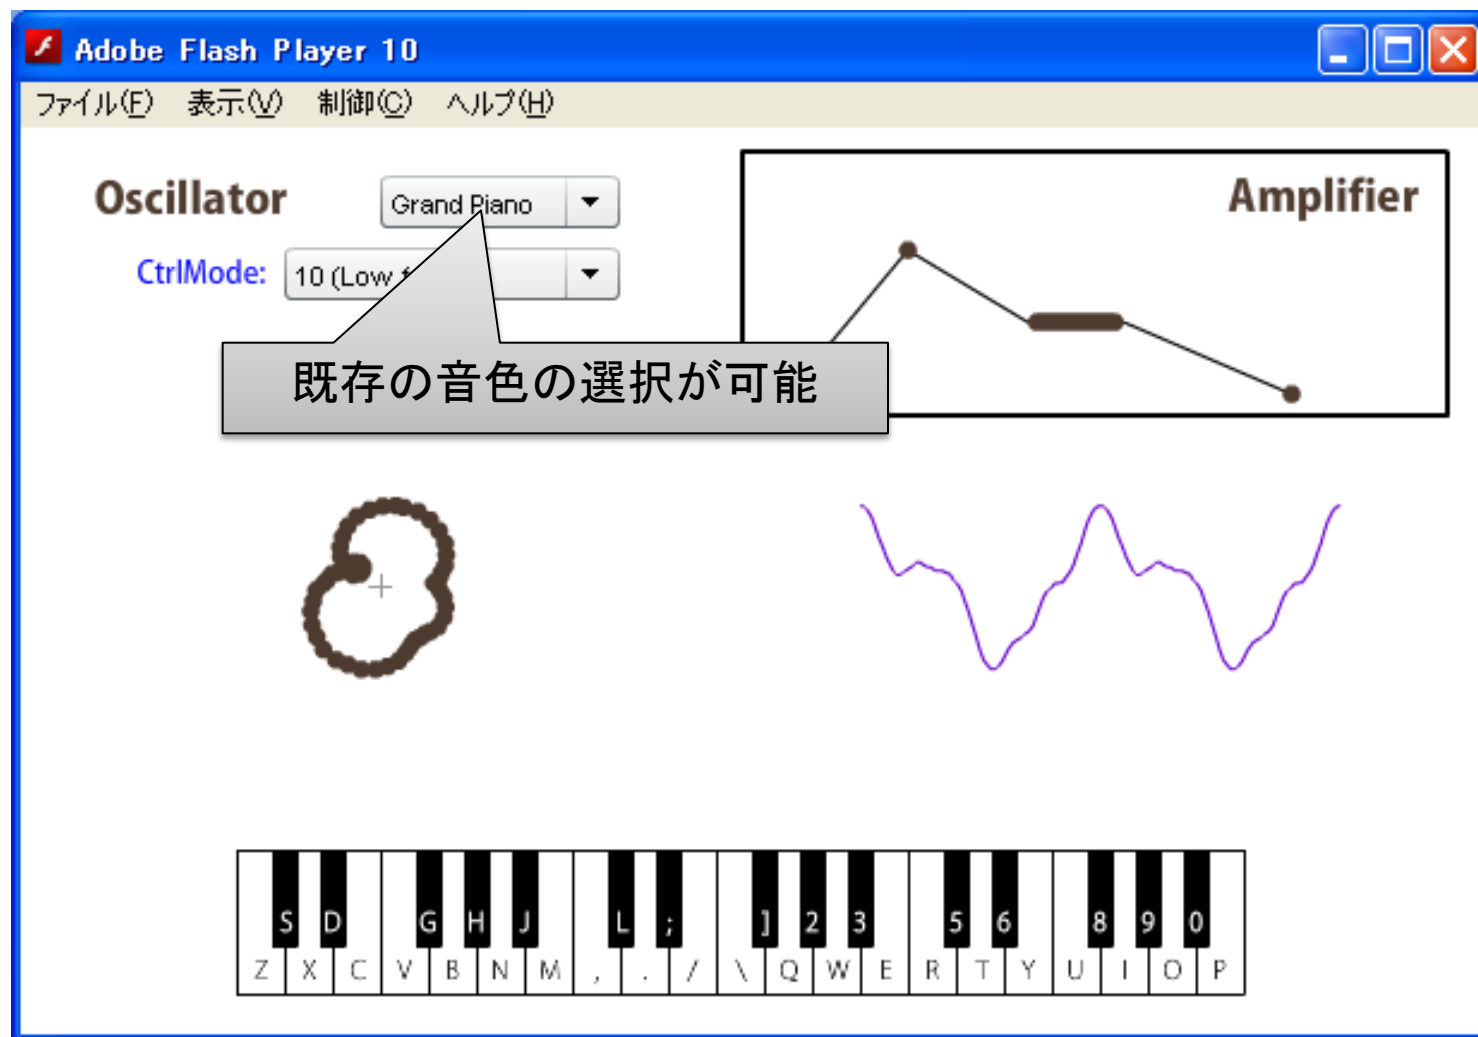 Adobe Flash Player 10
ファイル(F) 表示(V) 制御(C) ヘルプ(H)
Oscillator
Grand Piano
CtrlMode:
10 (Low
Amplifier
既存の音色の選択が可能
S D G H J L ; ] 2 3 5 6 8 9 0
Z X C V B N M , . / \ Q W E R T Y U I O P